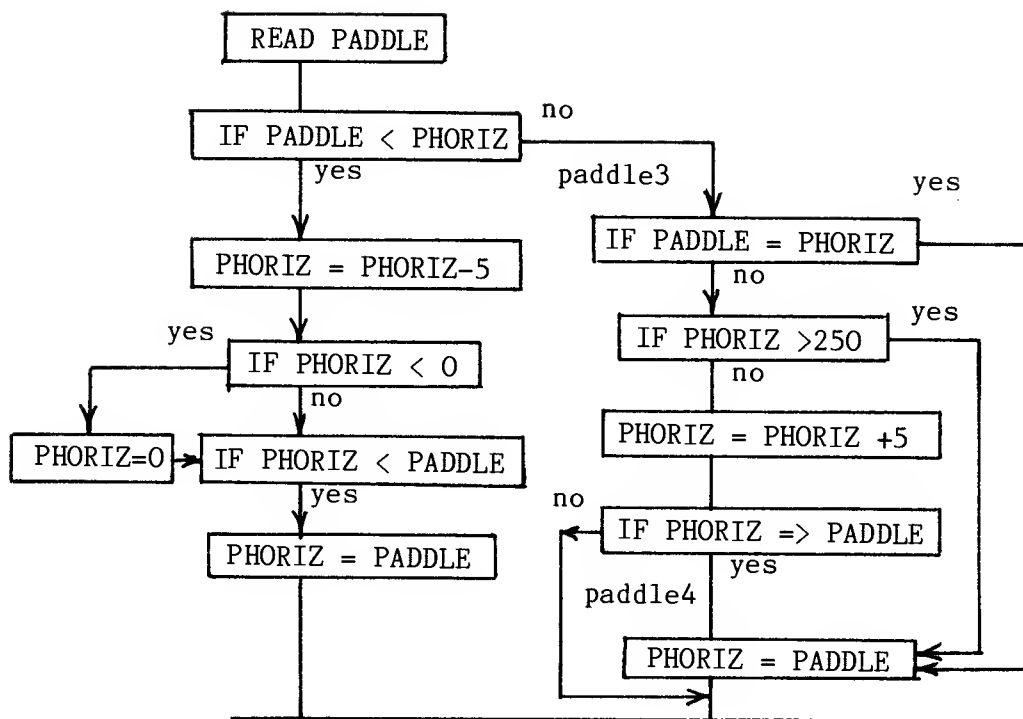 READ PADDLE
IF PADDLE < PHORIZ
no
yes
paddle3
yes
IF PADDLE = PHORIZ
no
PHORIZ = PHORIZ-5
yes
IF PHORIZ >250
no
yes
IF PHORIZ < 0
no
PHORIZ = PHORIZ +5
PHORIZ=0
IF PHORIZ < PADDLE
yes
no
IF PHORIZ => PADDLE
yes
PHORIZ = PADDLE
paddle4
PHORIZ = PADDLE